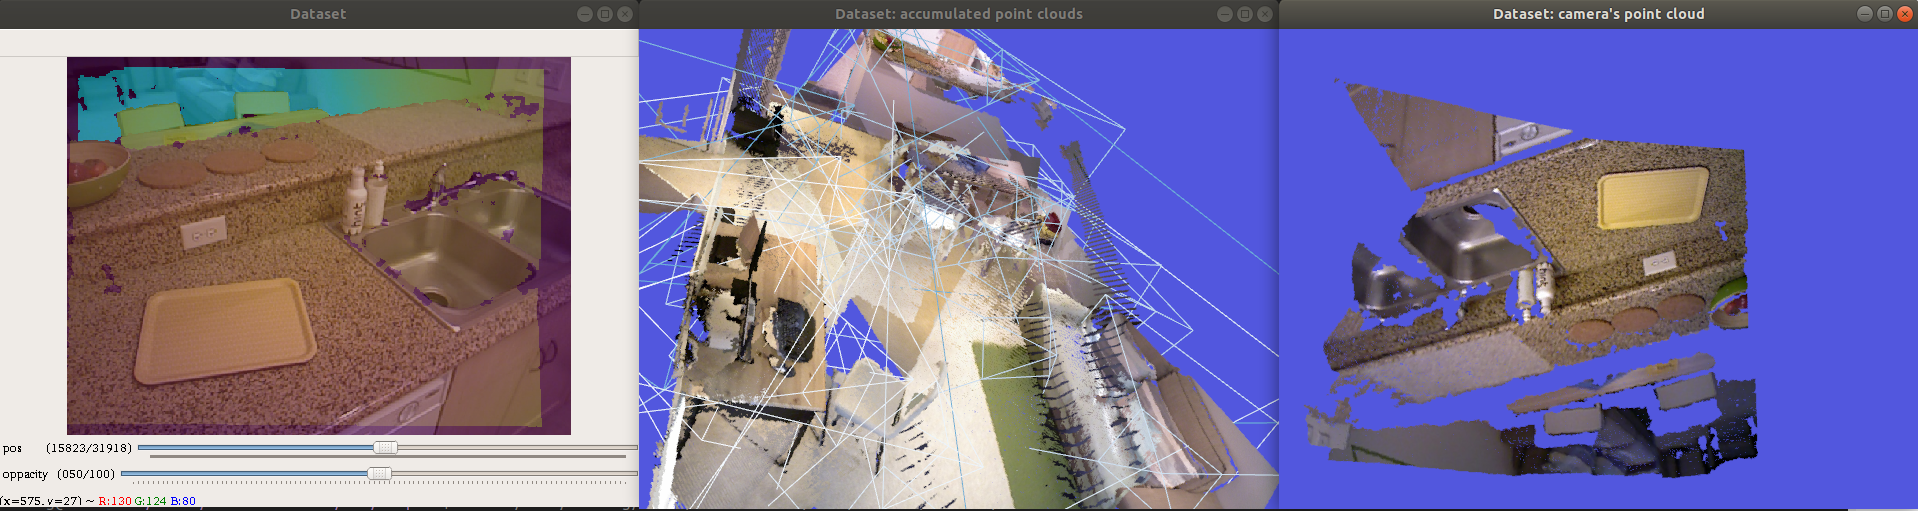 Dataset
Dataset: accumulated point clouds
Dataset: camera's point cloud
pos (15823/31918)
oppacity (050/100)
(x=575, y=27) ~ R:130 G:124 B:80